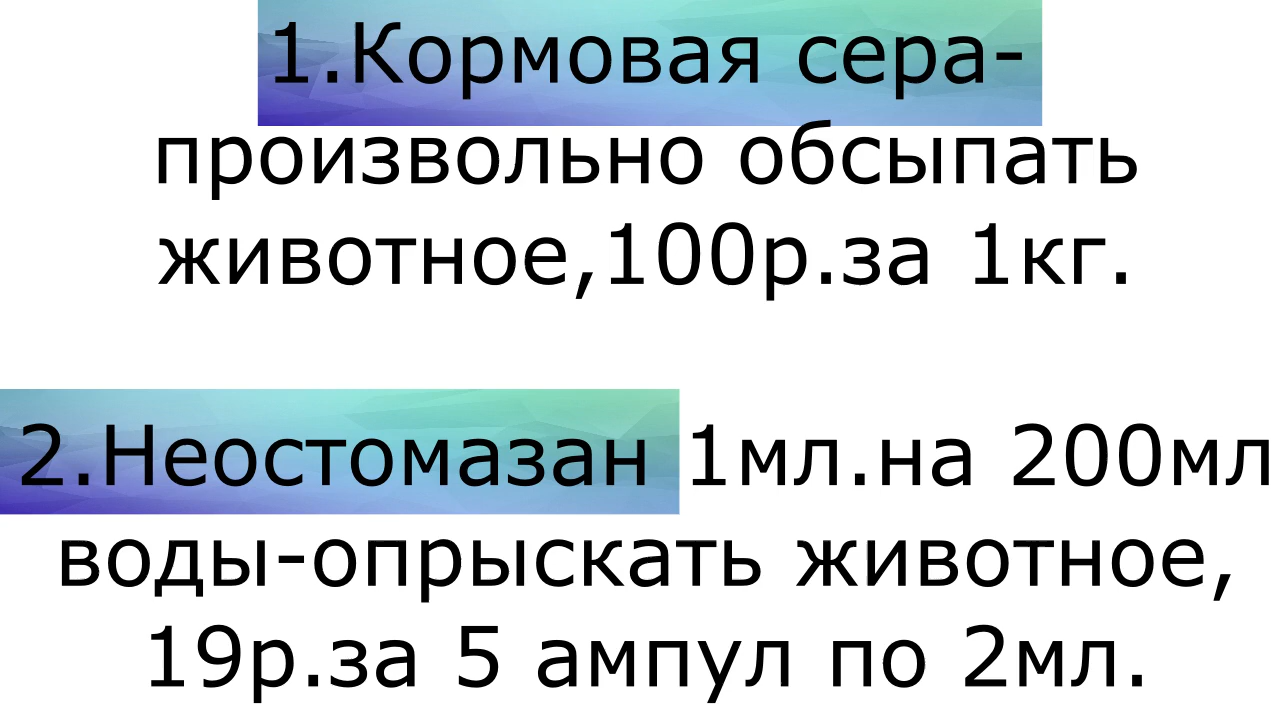 1.Кормовая сера-
произвольно обсыпать
животное,100р.за 1кг.
2.Неостомазан 1мл.на 200мл
воды-опрыскать животное,
19р.за 5 ампул по 2мл.